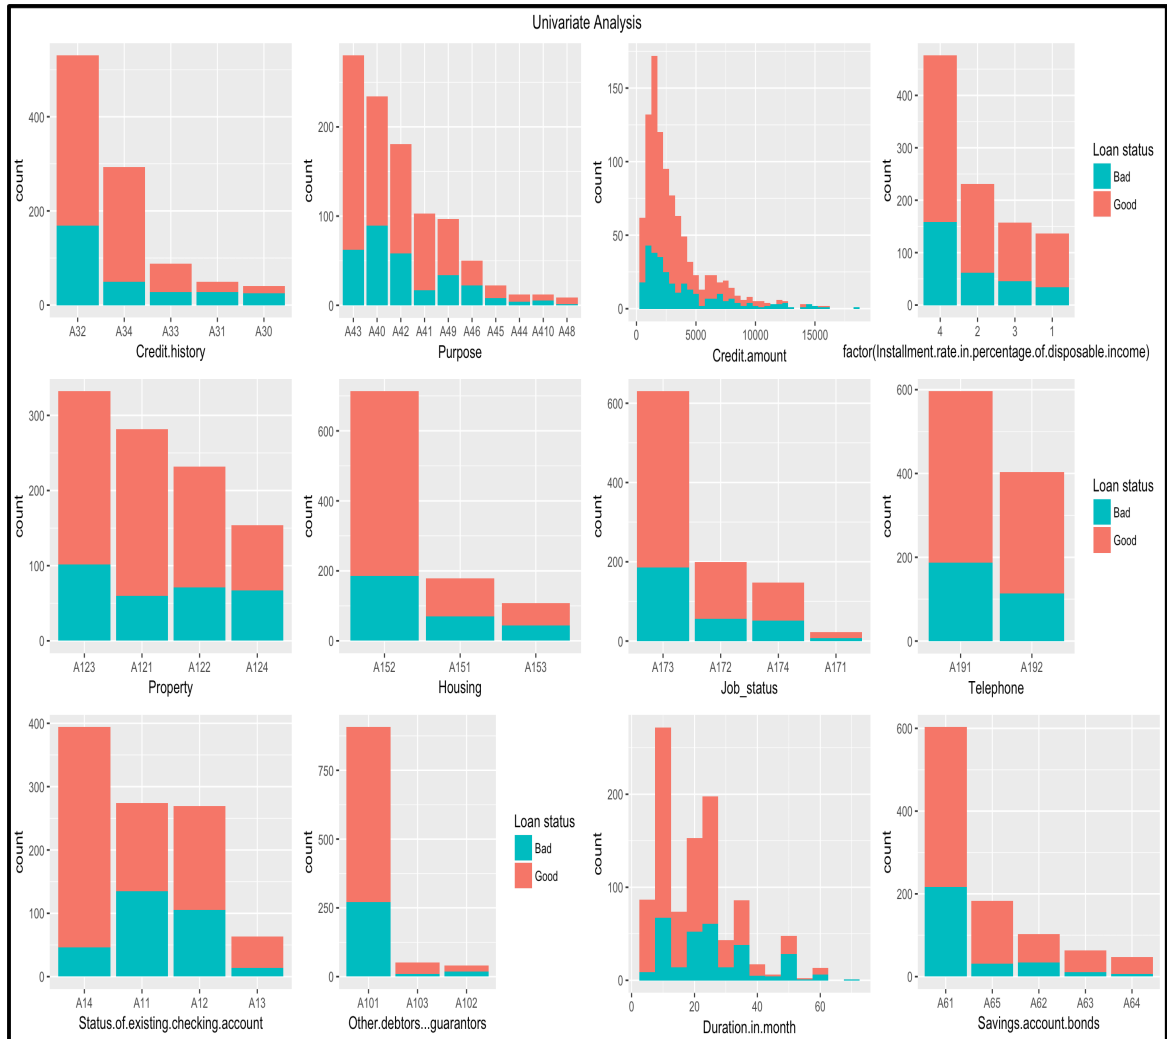 Univariate Analysis
count
400
200
0
A32 A34 A33 A31 A30
Credit.history
count
200
100
0
A43 A40 A42 A41 A49 A46 A45 A44 A410 A48
Purpose
count
150
100
50
0
0 5000 10000 15000
Credit.amount
count
400
300
200
100
0
4 2 3 1
factor(Installment.rate.in.percentage.of.disposable.income)
Loan status
Bad
Good
count
300
200
100
0
A123 A121 A122 A124
Property
count
600
400
200
0
A152 A151 A153
Housing
count
600
400
200
0
A173 A172 A174 A171
Job_status
count
600
400
200
0
A191 A192
Telephone
Loan status
Bad
Good
count
400
300
200
100
0
A14 A11 A12 A13
Status.of.existing.checking.account
count
750
500
250
0
A101 A103 A102
Other.debtors...guarantors
Loan status
Bad
Good
count
200
100
0
0 20 40 60
Duration.in.month
count
600
400
200
0
A61 A65 A62 A63 A64
Savings.account.bonds